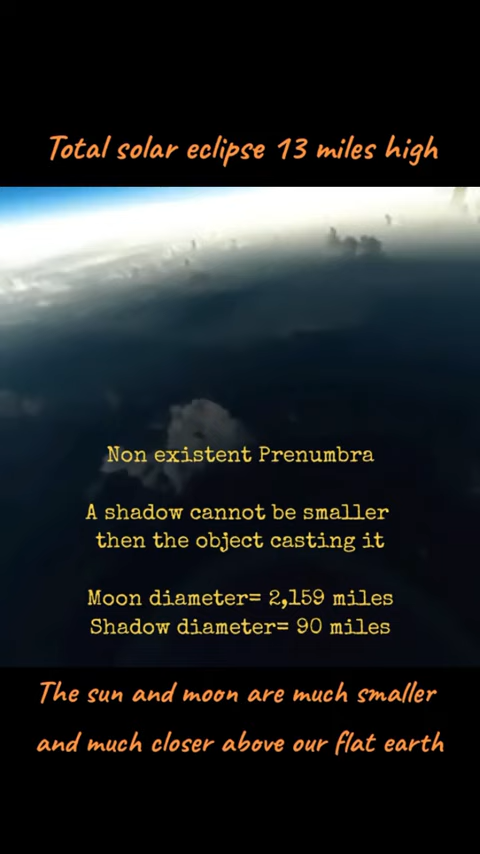 Total solar eclipse 13 miles high
Non existent Prenumbra
A shadow cannot be smaller
then the object casting it
Moon diameter= 2,159 miles
Shadow diameter= 90 miles
The sun and moon are much smaller
and much closer above our flat earth